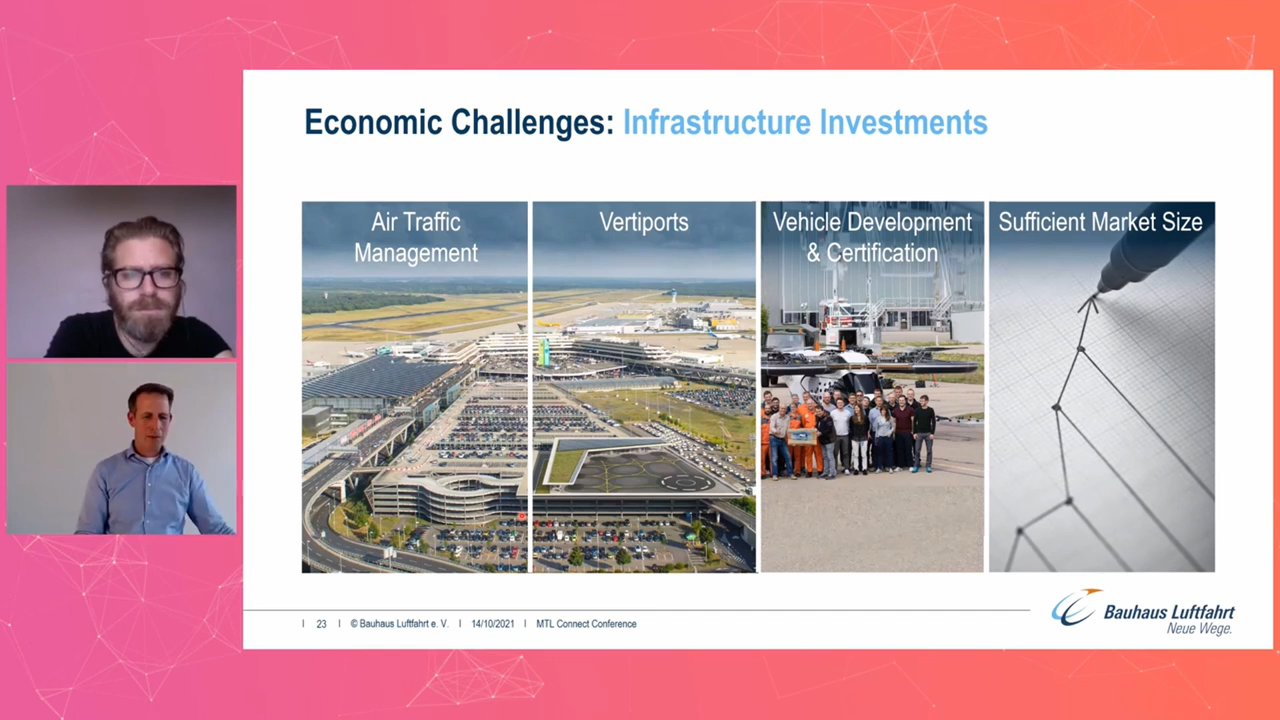 Economic Challenges: Infrastructure Investments
Air Traffic
Management
Vertiports
Vehicle Development
& Certification
Sufficient Market Size
| 23 | © Bauhaus Luftfahrt e. V. | 14/10/2021 | MTL Connect Conference
Bauhaus Luftfahrt
Neue Wege.